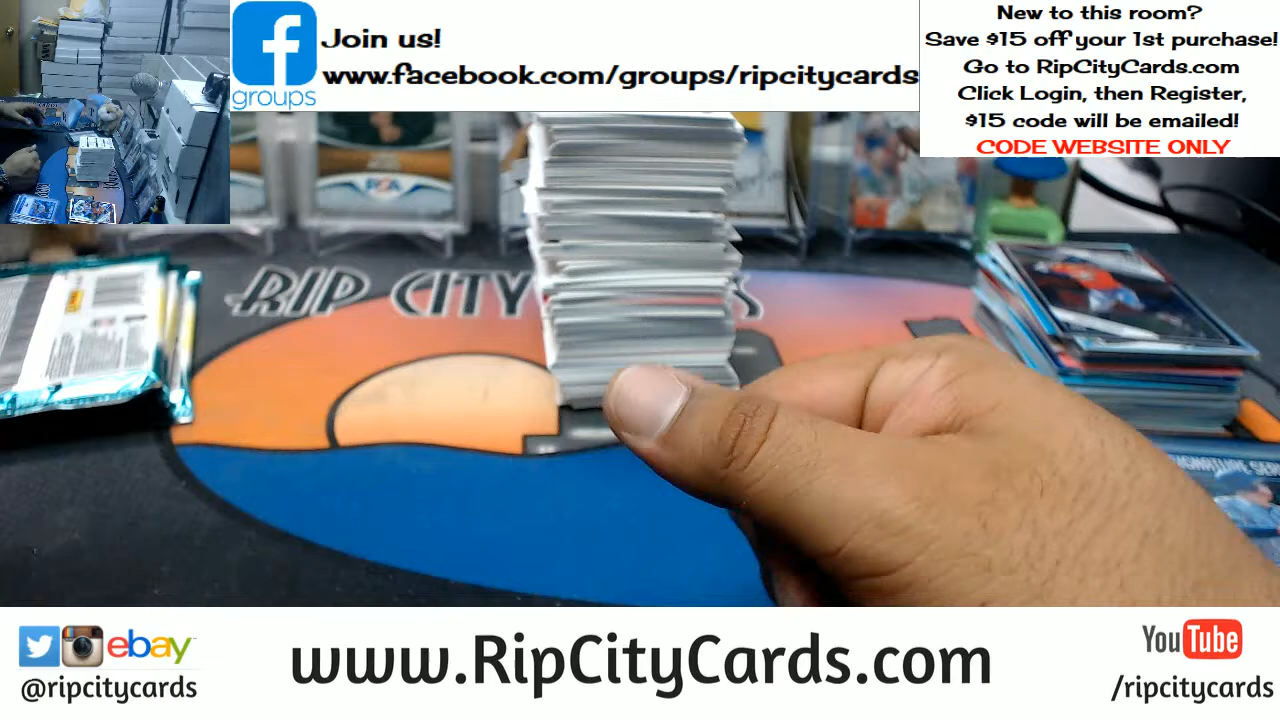 Join us!
www.facebook.com/groups/ripcitycards
groups
New to this room?
Save $15 off your 1st purchase!
Go to RipCityCards.com
Click Login, then Register,
$15 code will be emailed!
CODE WEBSITE ONLY
RIP CITY
ebay
@ripcitycards
www.RipCityCards.com
YouTube
/ripcitycards